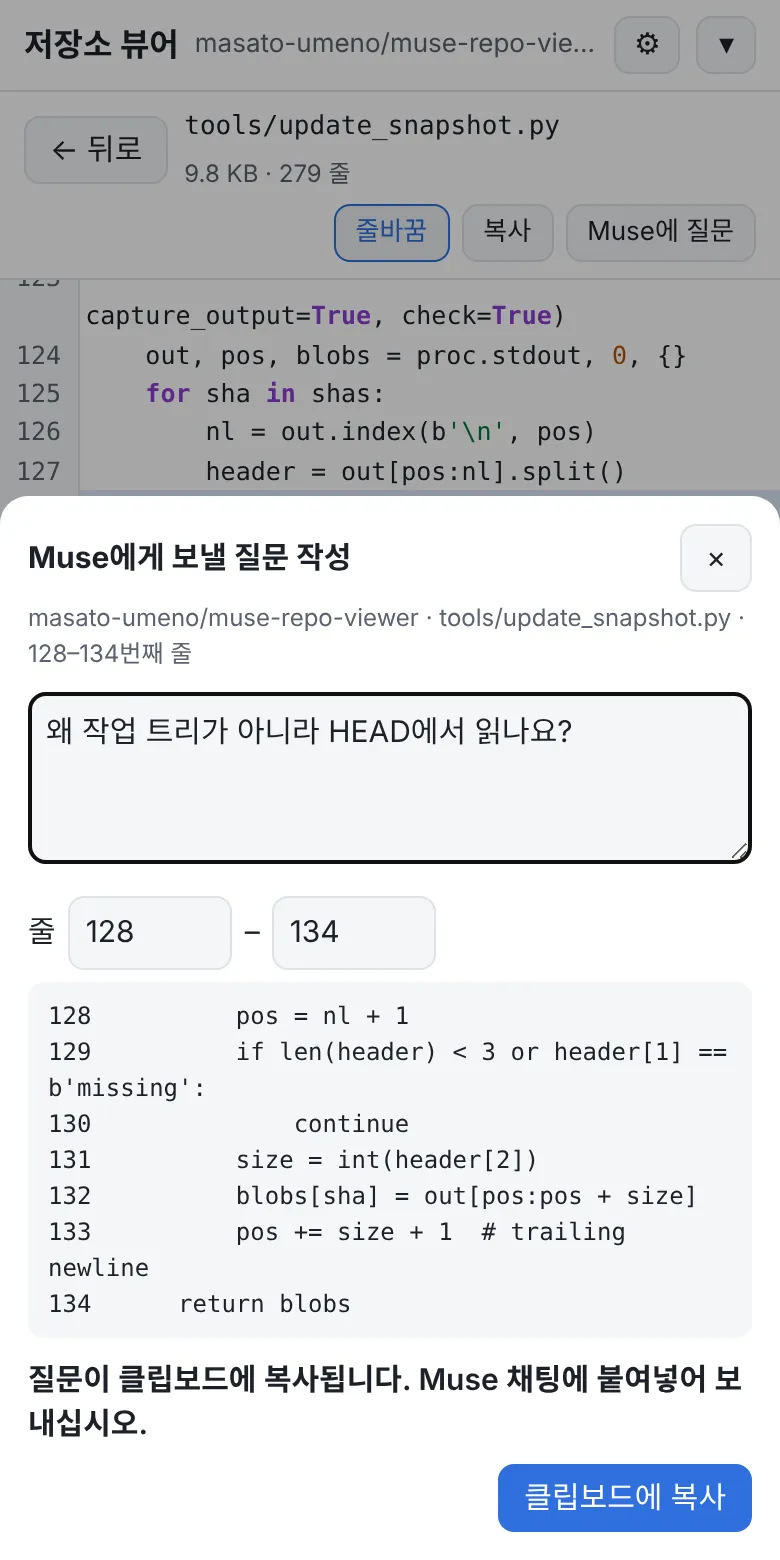 저장소 뷰어 masato-umeno/muse-repo-vie... ⚙ ▼
← 뒤로 tools/update_snapshot.py
9.8 KB · 279 줄
줄바꿈 복사 Muse에 질문
123
capture_output=True, check=True)
124     out, pos, blobs = proc.stdout, 0, {}
125     for sha in shas:
126         nl = out.index(b'\n', pos)
127         header = out[pos:nl].split()
Muse에게 보낼 질문 작성 ×
masato-umeno/muse-repo-viewer · tools/update_snapshot.py ·
128–134번째 줄
왜 작업 트리가 아니라 HEAD에서 읽나요?
줄 128 – 134
128          pos = nl + 1
129          if len(header) < 3 or header[1] ==
b'missing':
130              continue
131          size = int(header[2])
132          blobs[sha] = out[pos:pos + size]
133          pos += size + 1  # trailing
newline
134      return blobs
질문이 클립보드에 복사됩니다. Muse 채팅에 붙여넣어 보
내십시오.
클립보드에 복사